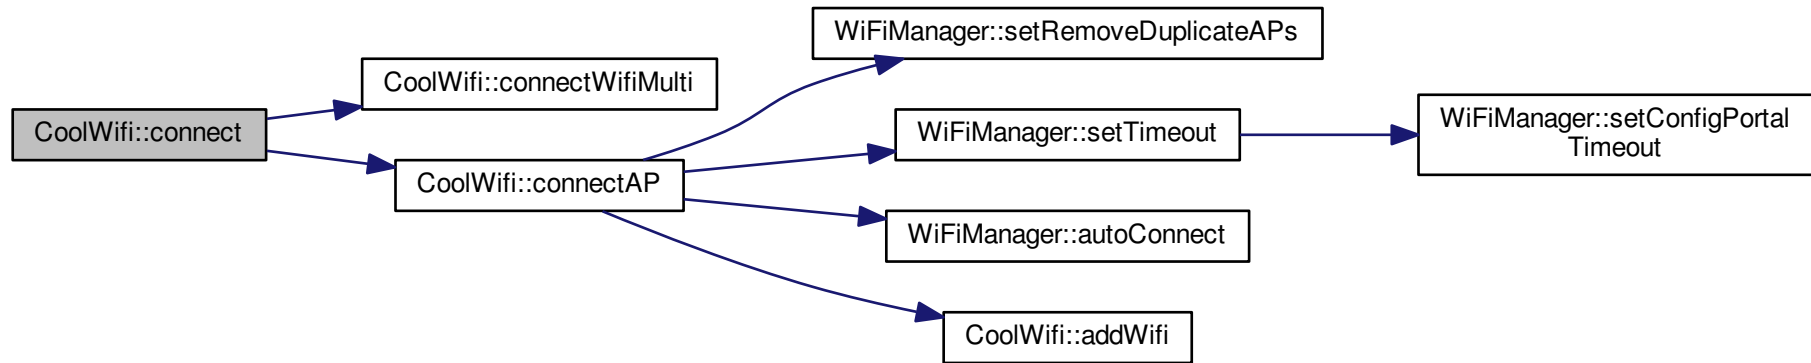 CoolWifi::connect
CoolWifi::connectWifiMulti
CoolWifi::connectAP
WiFiManager::setRemoveDuplicateAPs
WiFiManager::setTimeout
WiFiManager::autoConnect
CoolWifi::addWifi
WiFiManager::setConfigPortal
Timeout